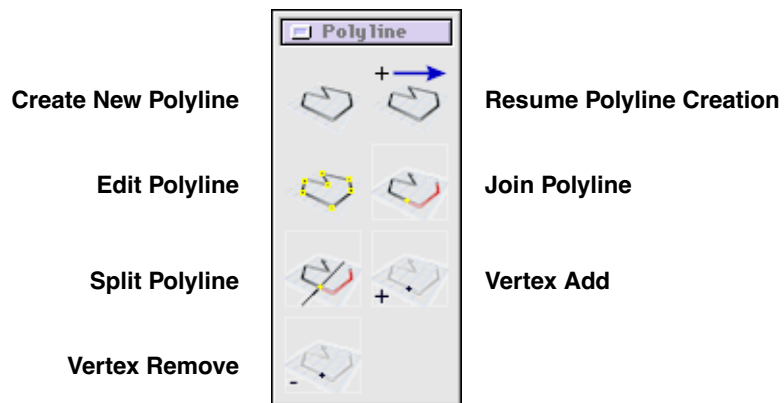 Polyline
Create New Polyline
Resume Polyline Creation
Edit Polyline
Join Polyline
Split Polyline
Vertex Add
Vertex Remove